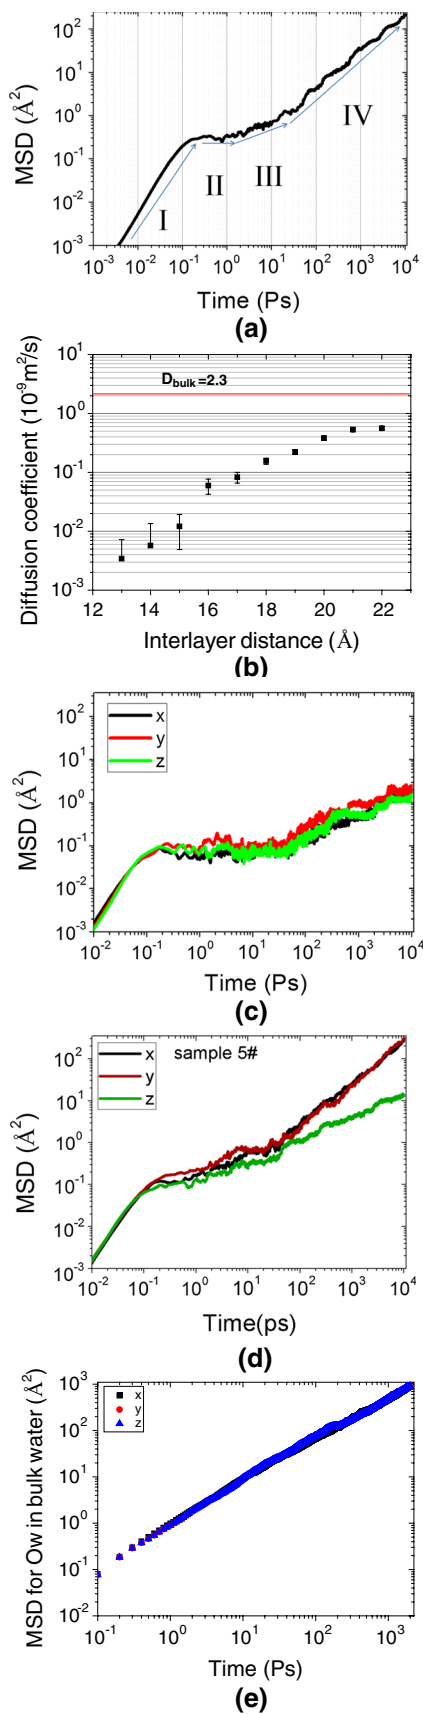 10²
10¹
10⁰
10⁻¹
10⁻²
10⁻³
MSD (Å²)
I
II
III
IV
10⁻³ 10⁻² 10⁻¹ 10⁰ 10¹ 10² 10³ 10⁴
Time (Ps)
(a)
10¹
10⁰
10⁻¹
10⁻²
10⁻³
Diffusion coefficient (10⁻⁹m²/s)
D_bulk =2.3
12 14 16 18 20 22
Interlayer distance (Å)
(b)
10²
10¹
10⁰
10⁻¹
10⁻²
10⁻³
MSD (Å²)
x
y
z
10⁻² 10⁻¹ 10⁰ 10¹ 10² 10³ 10⁴
Time (Ps)
(c)
10²
10¹
10⁰
10⁻¹
10⁻²
10⁻³
MSD (Å²)
x
y
z
sample 5#
10⁻² 10⁻¹ 10⁰ 10¹ 10² 10³ 10⁴
Time(ps)
(d)
10³
10²
10¹
10⁰
10⁻¹
10⁻²
MSD for Ow in bulk water (Å²)
x
y
z
10⁻¹ 10⁰ 10¹ 10² 10³
Time (Ps)
(e)